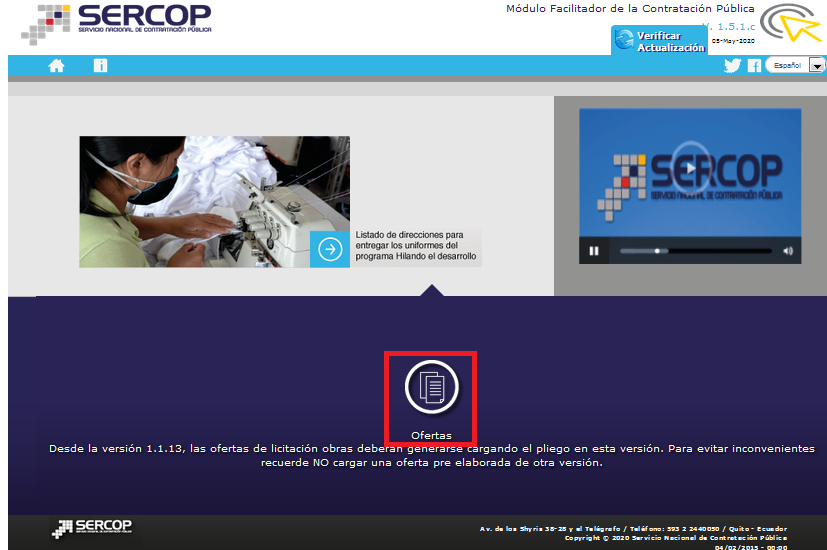 SERCOP
SERVICIO NACIONAL DE CONTRATACIÓN PÚBLICA
Módulo Facilitador de la Contratación Pública
V. 1.5.1.c
Verificar
Actualización
05-May-2020
i
Español
Listado de direcciones para
entregar los uniformes del
programa Hilando el desarrollo
SERCOP
SERVICIO NACIONAL DE CONTRATACIÓN PÚBLICA
Ofertas
Desde la versión 1.1.13, las ofertas de licitación obras deberán generarse cargando el pliego en esta versión. Para evitar inconvenientes
recuerde NO cargar una oferta pre elaborada de otra versión.
SERCOP
SERVICIO NACIONAL DE CONTRATACIÓN PÚBLICA
Av. de los Shyris 38-28 y el Telégrafo / Teléfono: 593 2 2440050 / Quito - Ecuador
Copyright © 2020 Servicio Nacional de Contratación Pública
04/02/2015 - 00:00